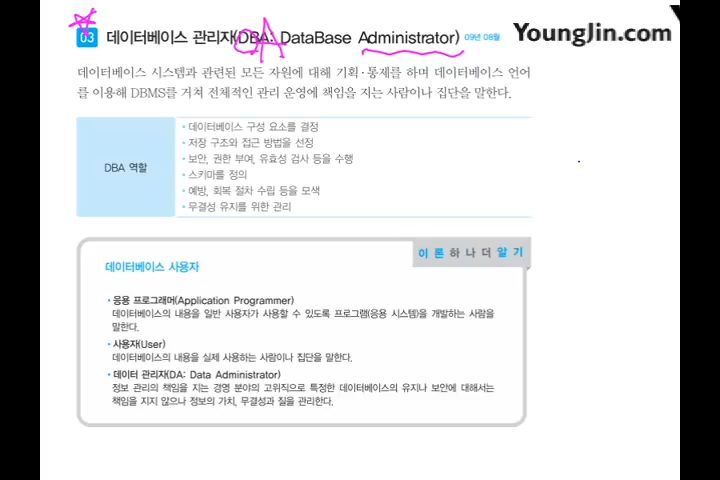 YoungJin.com
03 데이터베이스 관리자(DBA: DataBase Administrator) 09년 08월
데이터베이스 시스템과 관련된 모든 자원에 대해 기획·통제를 하며 데이터베이스 언어
를 이용해 DBMS를 거쳐 전체적인 관리 운영에 책임을 지는 사람이나 집단을 말한다.
DBA 역할
• 데이터베이스 구성 요소를 결정
• 저장 구조와 접근 방법을 선정
• 보안, 권한 부여, 유효성 검사 등을 수행
• 스키마를 정의
• 예방, 회복 절차 수립 등을 모색
• 무결성 유지를 위한 관리
이론 하나 더 알기
데이터베이스 사용자
• 응용 프로그래머(Application Programmer)
데이터베이스의 내용을 일반 사용자가 사용할 수 있도록 프로그램(응용 시스템)을 개발하는 사람을
말한다.
• 사용자(User)
데이터베이스의 내용을 실제 사용하는 사람이나 집단을 말한다.
• 데이터 관리자(DA: Data Administrator)
정보 관리의 책임을 지는 경영 분야의 고위직으로 특정한 데이터베이스의 유지나 보안에 대해서는
책임을 지지 않으나 정보의 가치, 무결성과 질을 관리한다.